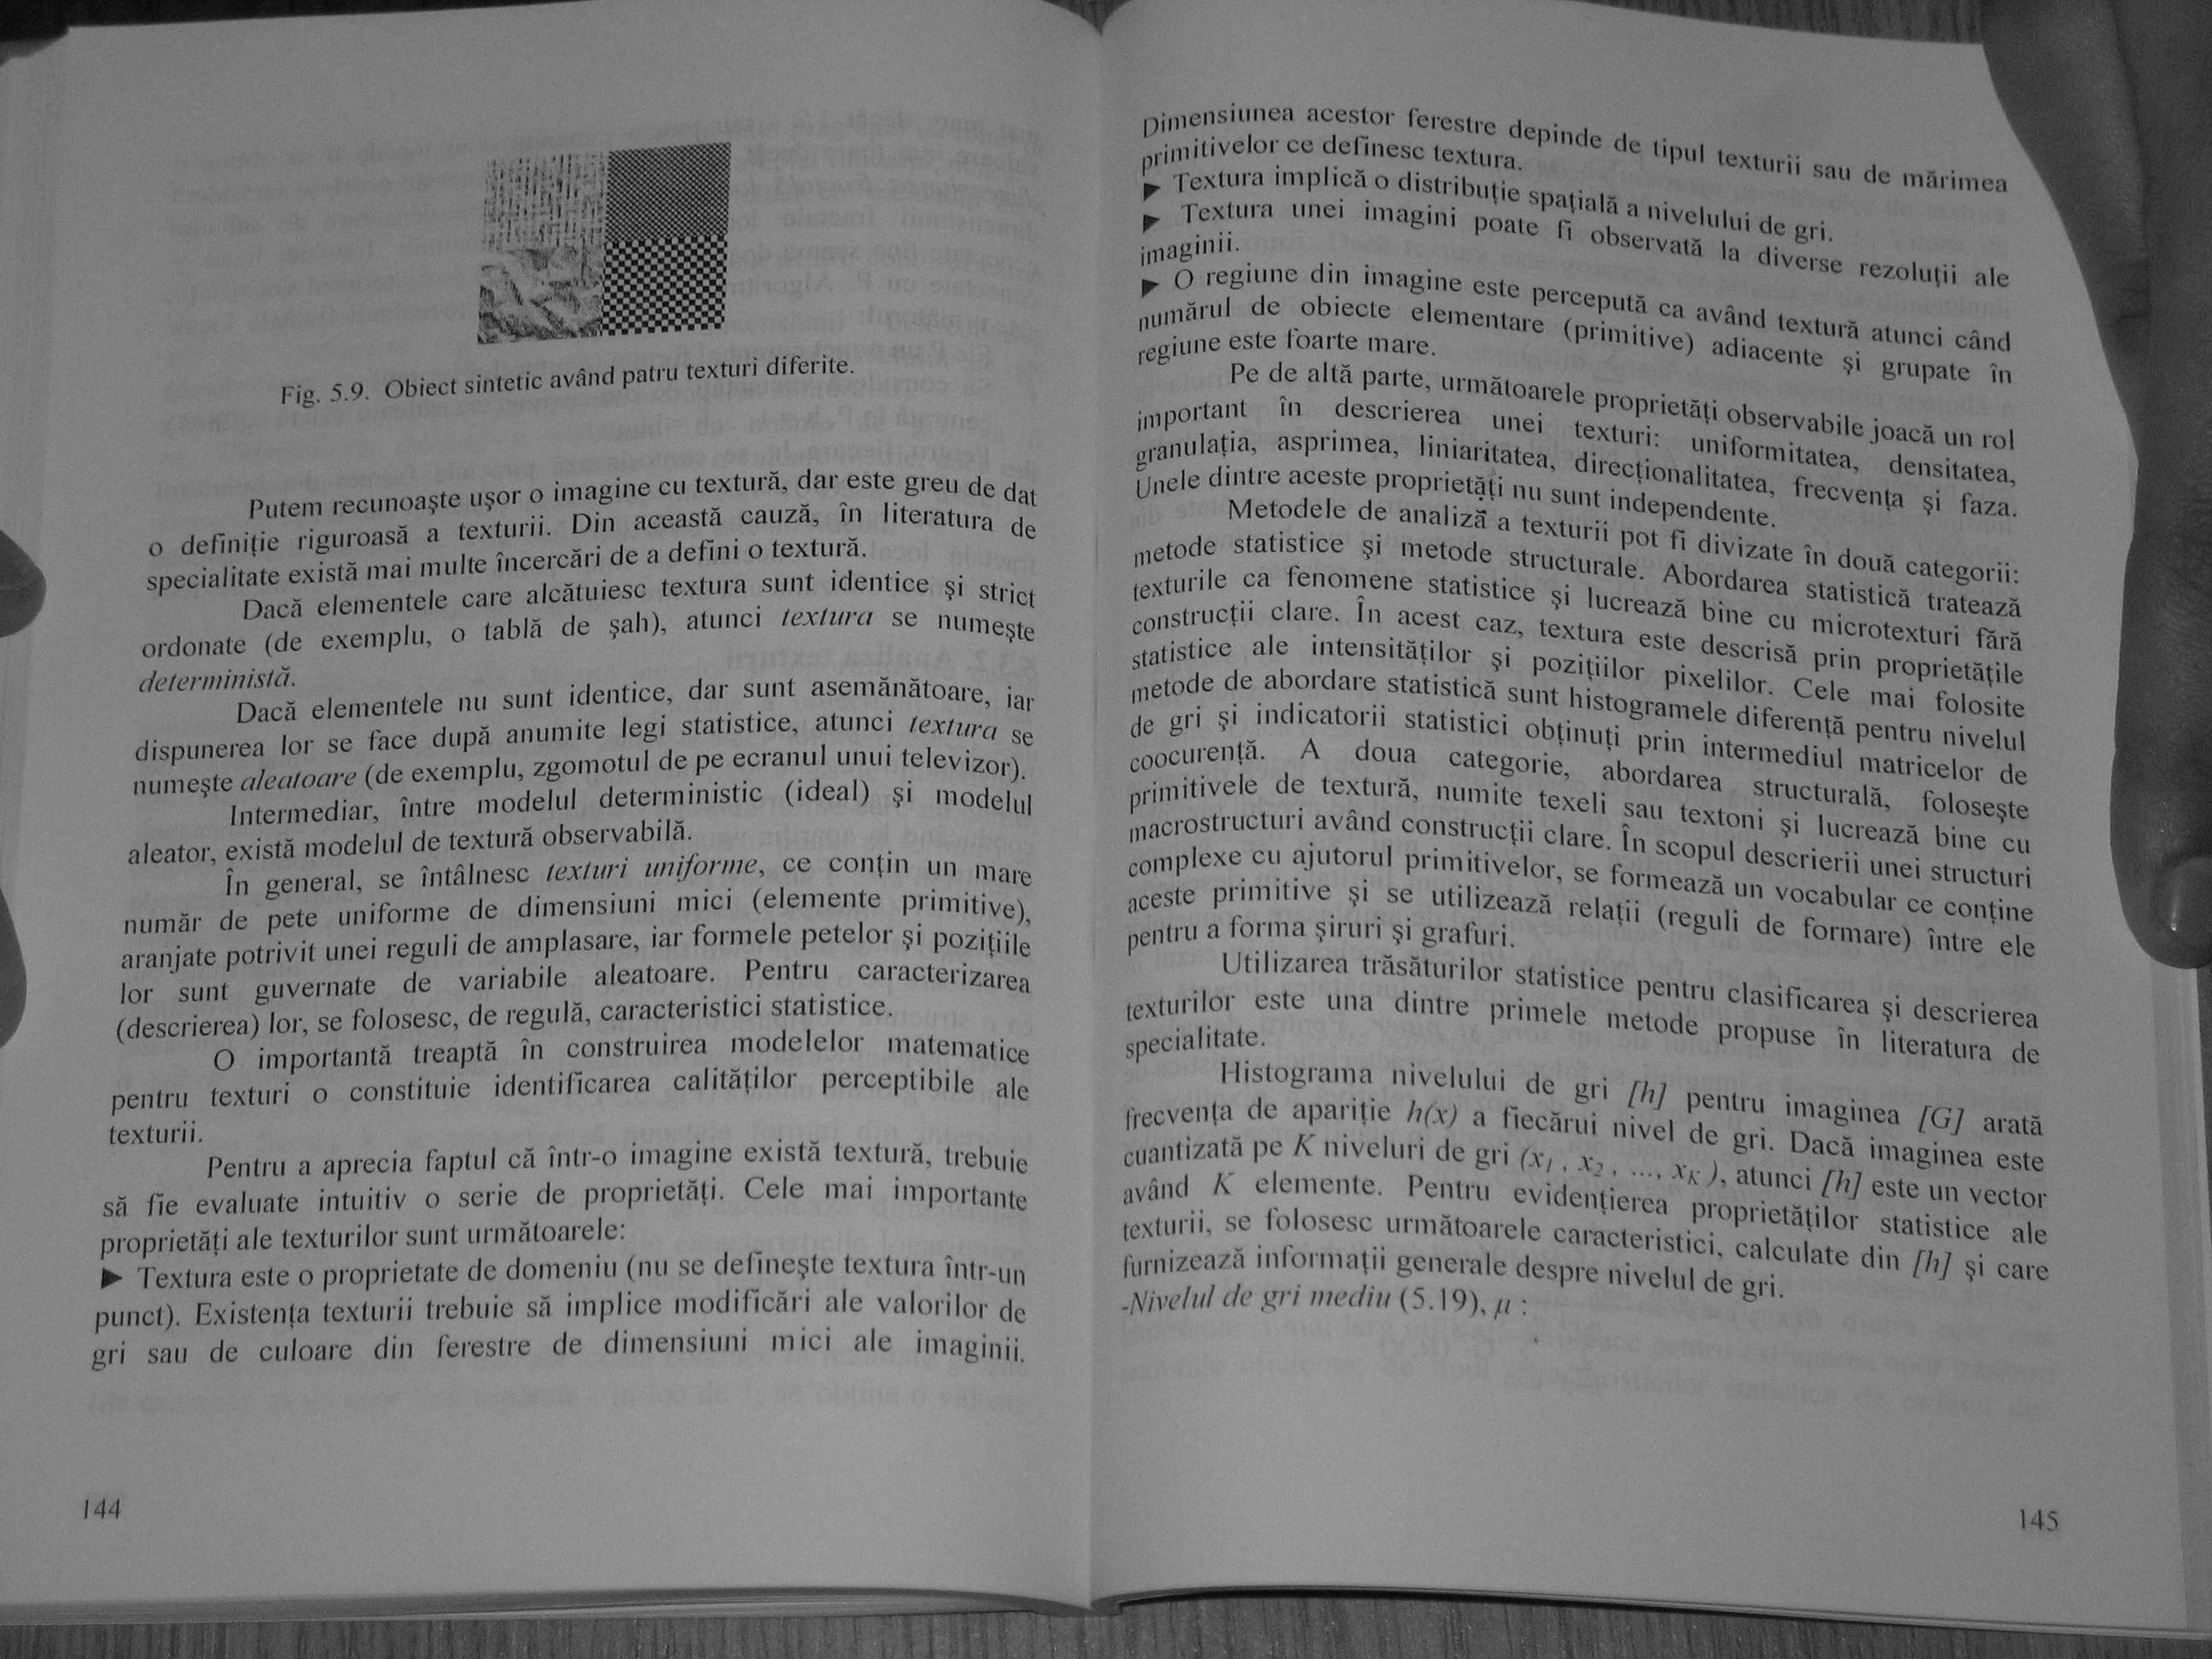 Fig. 5.9. Obiect sintetic având patru texturi diferite.
Putem recunoaşte uşor o imagine cu textură, dar este greu de dat
o definiţie riguroasă a texturii. Din această cauză, în literatura de
specialitate există mai multe încercări de a defini o textură.
Dacă elementele care alcătuiesc textura sunt identice şi strict
ordonate (de exemplu, o tablă de şah), atunci textura se numeşte
deterministă.
Dacă elementele nu sunt identice, dar sunt asemănătoare, iar
dispunerea lor se face după anumite legi statistice, atunci textura se
numeşte aleatoare (de exemplu, zgomotul de pe ecranul unui televizor).
Intermediar, între modelul deterministic (ideal) şi modelul
aleator, există modelul de textură observabilă.
În general, se întâlnesc texturi uniforme, ce conţin un mare
număr de pete uniforme de dimensiuni mici (elemente primitive),
aranjate potrivit unei reguli de amplasare, iar formele petelor şi poziţiile
lor sunt guvernate de variabile aleatoare. Pentru caracterizarea
(descrierea) lor, se folosesc, de regulă, caracteristici statistice.
O importantă treaptă în construirea modelelor matematice
pentru texturi o constituie identificarea calităţilor perceptibile ale
texturii.
Pentru a aprecia faptul că într-o imagine există textură, trebuie
să fie evaluate intuitiv o serie de proprietăţi. Cele mai importante
proprietăţi ale texturilor sunt următoarele:
► Textura este o proprietate de domeniu (nu se defineşte textura într-un
punct). Existenţa texturii trebuie să implice modificări ale valorilor de
gri sau de culoare din ferestre de dimensiuni mici ale imaginii.
144
Dimensiunea acestor ferestre depinde de tipul texturii sau de mărimea
primitivelor ce definesc textura.
► Textura implică o distribuţie spaţială a nivelului de gri.
► Textura unei imagini poate fi observată la diverse rezoluţii ale
imaginii.
► O regiune din imagine este percepută ca având textură atunci când
numărul de obiecte elementare (primitive) adiacente şi grupate în
regiune este foarte mare.
Pe de altă parte, următoarele proprietăţi observabile joacă un rol
important în descrierea unei texturi: uniformitatea, densitatea,
granulaţia, asprimea, liniaritatea, direcţionalitatea, frecvenţa şi faza.
Unele dintre aceste proprietăţi nu sunt independente.
Metodele de analiză a texturii pot fi divizate în două categorii:
metode statistice şi metode structurale. Abordarea statistică tratează
texturile ca fenomene statistice şi lucrează bine cu microtexturi fără
construcţii clare. În acest caz, textura este descrisă prin proprietăţile
statistice ale intensităţilor şi poziţiilor pixelilor. Cele mai folosite
metode de abordare statistică sunt histogramele diferenţă pentru nivelul
de gri şi indicatorii statistici obţinuţi prin intermediul matricelor de
coocurenţă. A doua categorie, abordarea structurală, foloseşte
primitivele de textură, numite texeli sau textoni şi lucrează bine cu
macrostructuri având construcţii clare. În scopul descrierii unei structuri
complexe cu ajutorul primitivelor, se formează un vocabular ce conţine
aceste primitive şi se utilizează relaţii (reguli de formare) între ele
pentru a forma şiruri şi grafuri.
Utilizarea trăsăturilor statistice pentru clasificarea şi descrierea
texturilor este una dintre primele metode propuse în literatura de
specialitate.
Histograma nivelului de gri [h] pentru imaginea [G] arată
frecvenţa de apariţie h(x) a fiecărui nivel de gri. Dacă imaginea este
cuantizată pe K niveluri de gri (x₁ , x₂ , ..., x_K ), atunci [h] este un vector
având K elemente. Pentru evidenţierea proprietăţilor statistice ale
texturii, se folosesc următoarele caracteristici, calculate din [h] şi care
furnizează informaţii generale despre nivelul de gri.
-Nivelul de gri mediu (5.19), μ :
145